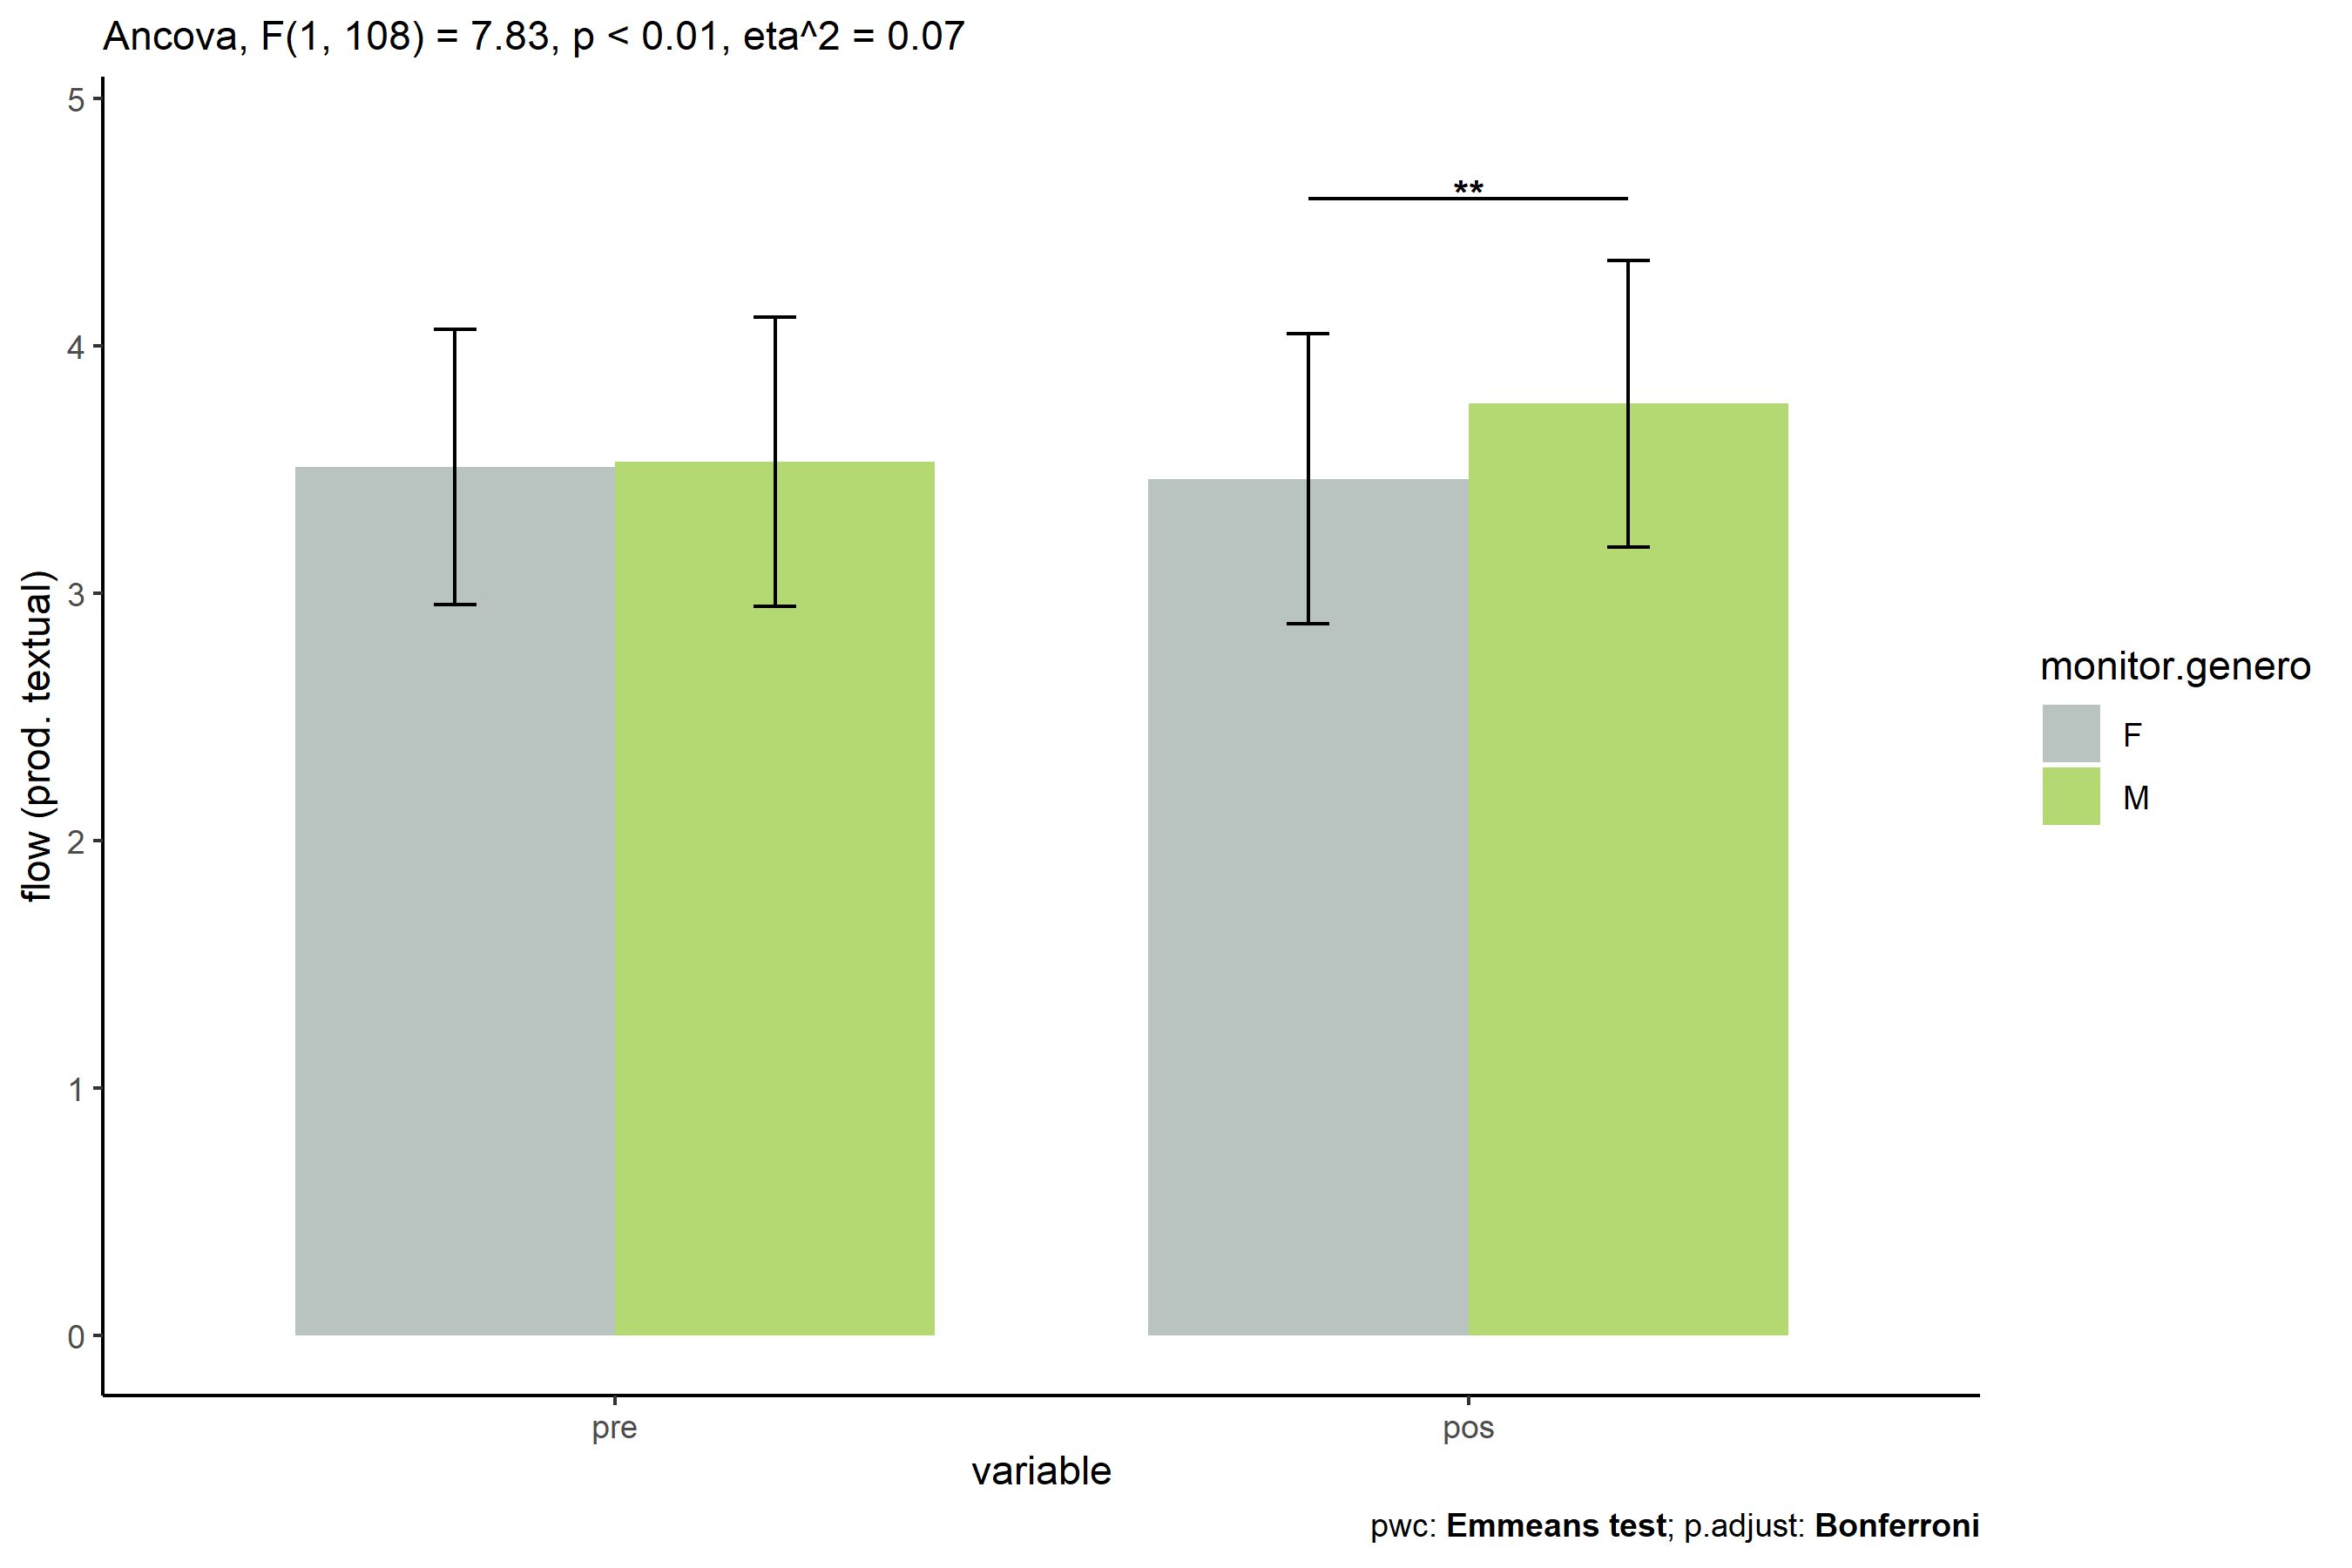 Ancova, F(1, 108) = 7.83, p < 0.01, eta^2 = 0.07
flow (prod. textual)
5
4
3
2
1
0
**
pre
pos
variable
monitor.genero
F
M
pwc: Emmeans test; p.adjust: Bonferroni